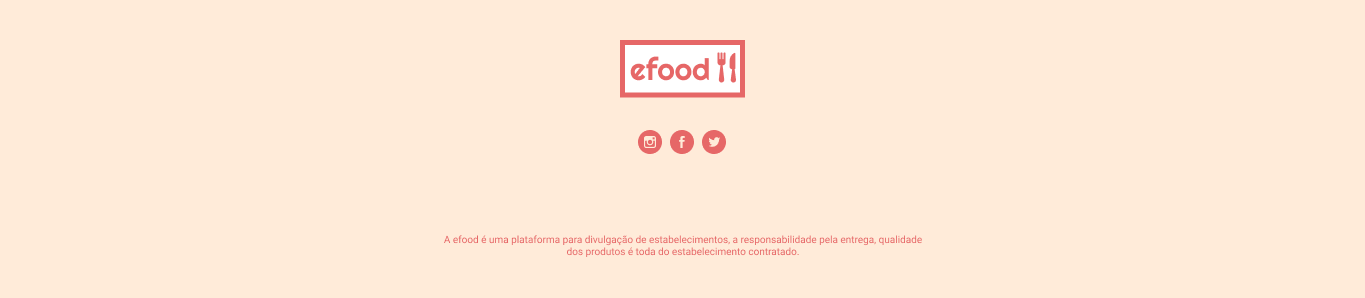 efood
A efood é uma plataforma para divulgação de estabelecimentos, a responsabilidade pela entrega, qualidade
dos produtos é toda do estabelecimento contratado.